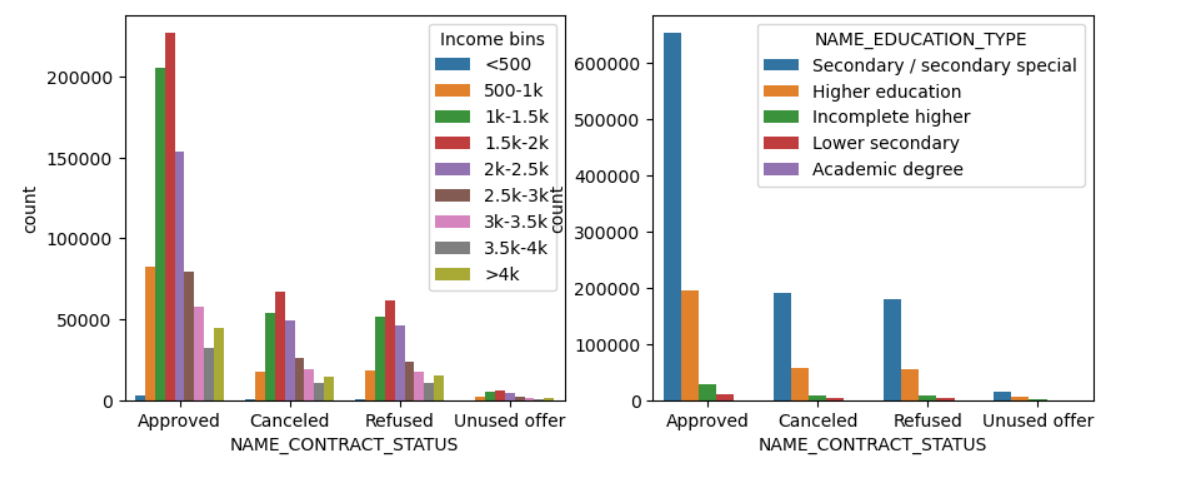 count
200000
150000
100000
50000
0
Income bins
<500
500-1k
1k-1.5k
1.5k-2k
2k-2.5k
2.5k-3k
3k-3.5k
3.5k-4k
>4k
Approved Canceled Refused Unused offer
NAME_CONTRACT_STATUS
count
600000
500000
400000
300000
200000
100000
0
NAME_EDUCATION_TYPE
Secondary / secondary special
Higher education
Incomplete higher
Lower secondary
Academic degree
Approved Canceled Refused Unused offer
NAME_CONTRACT_STATUS